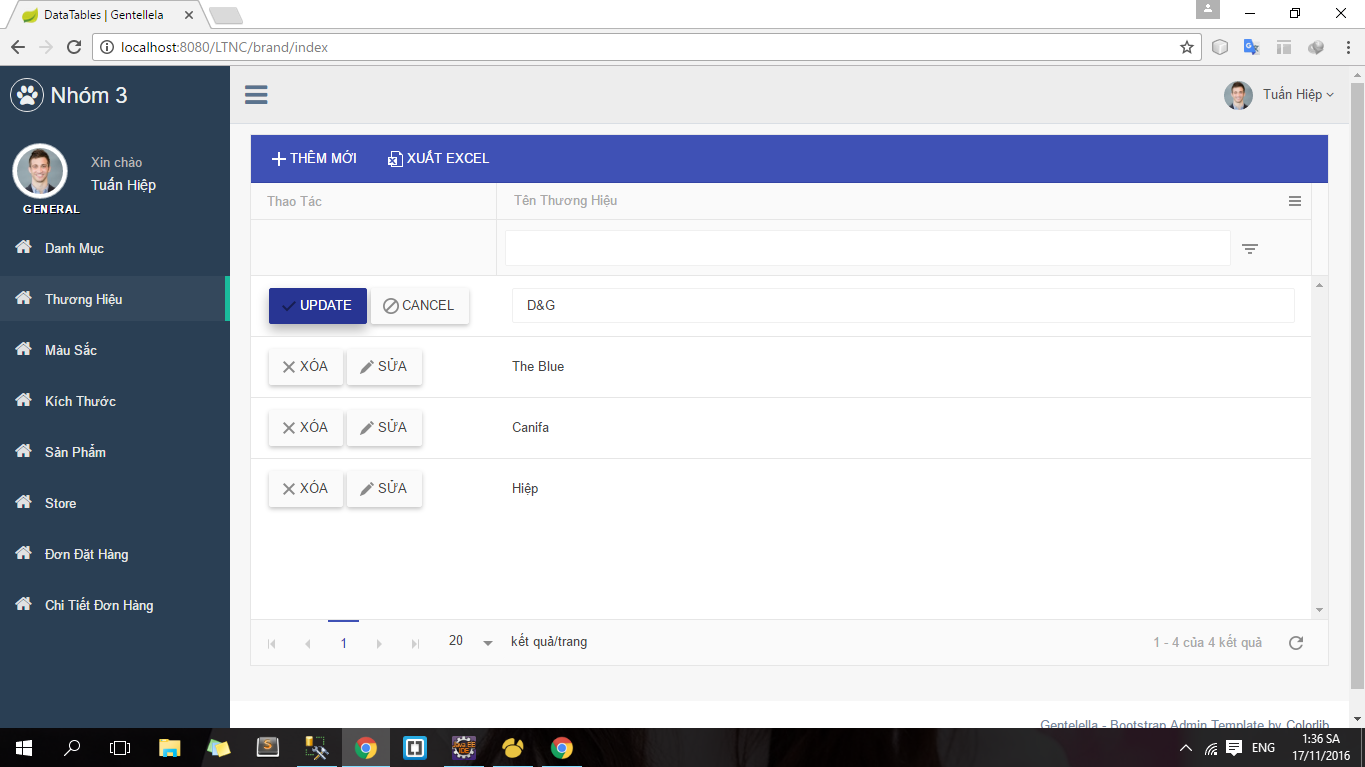 DataTables | Gentellela
localhost:8080/LTNC/brand/index
Nhóm 3
Tuấn Hiệp
Xin chào
Tuấn Hiệp
GENERAL
Danh Mục
Thương Hiệu
Màu Sắc
Kích Thước
Sản Phẩm
Store
Đơn Đặt Hàng
Chi Tiết Đơn Hàng
THÊM MỚI XUẤT EXCEL
Thao Tác Tên Thương Hiệu
UPDATE CANCEL D&G
XÓA SỬA The Blue
XÓA SỬA Canifa
XÓA SỬA Hiệp
1 20 kết quả/trang 1 - 4 của 4 kết quả
Gentelella - Bootstrap Admin Template by Colorlib
ENG
1:36 SA
17/11/2016